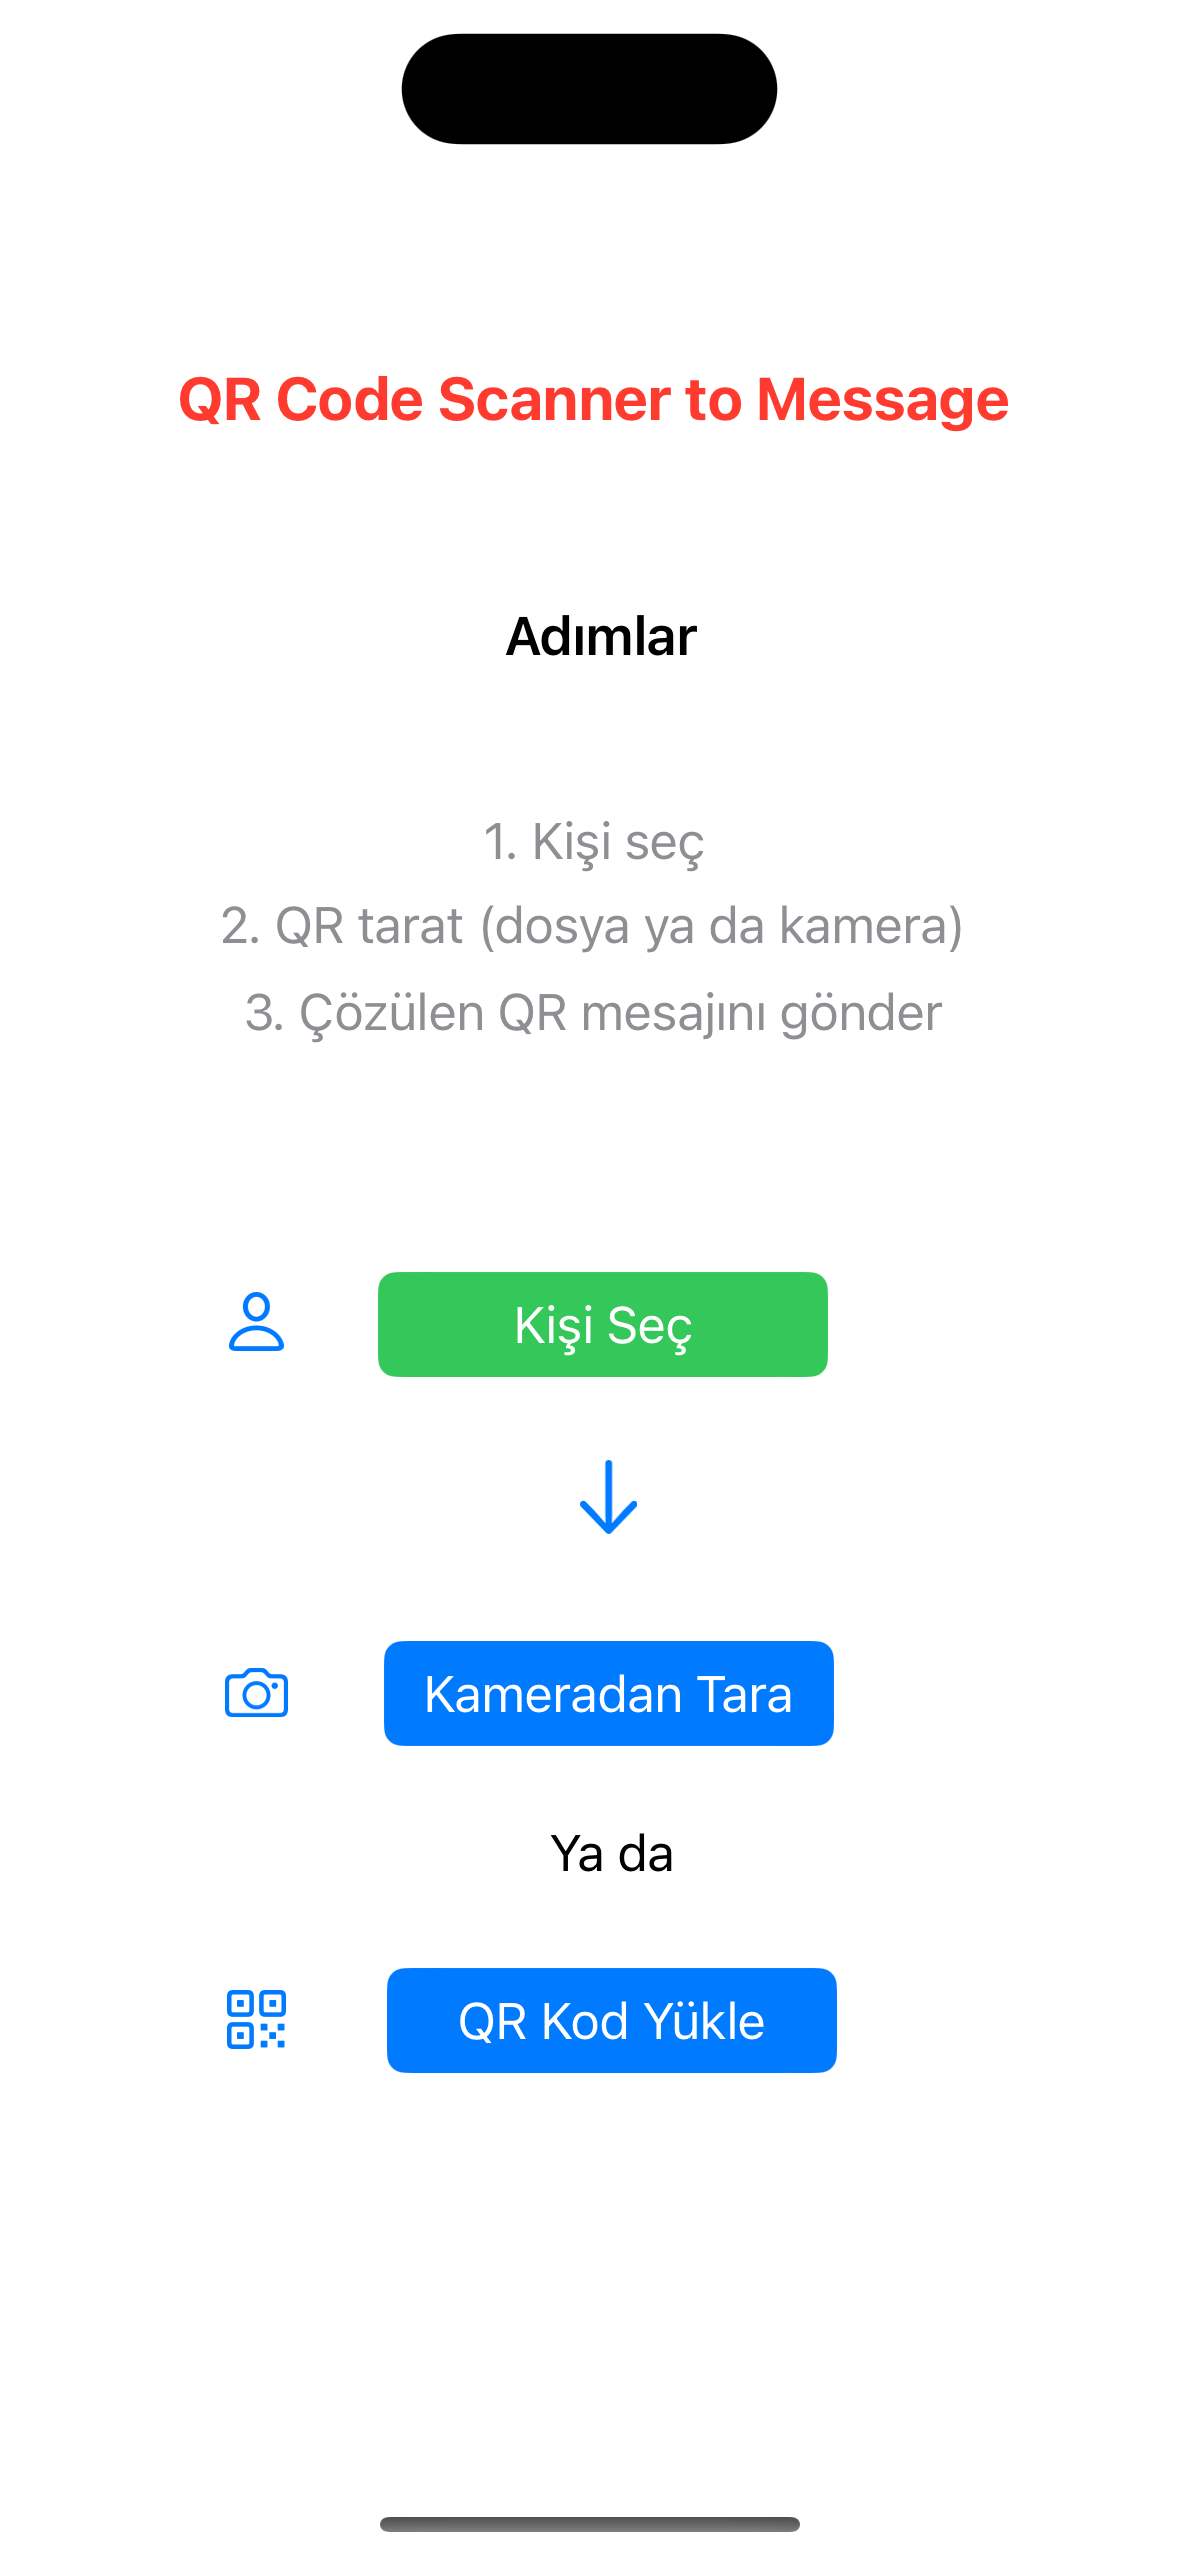 QR Code Scanner to Message
Adımlar
1. Kişi seç
2. QR tarat (dosya ya da kamera)
3. Çözülen QR mesajını gönder
Kişi Seç
Kameradan Tara
Ya da
QR Kod Yükle